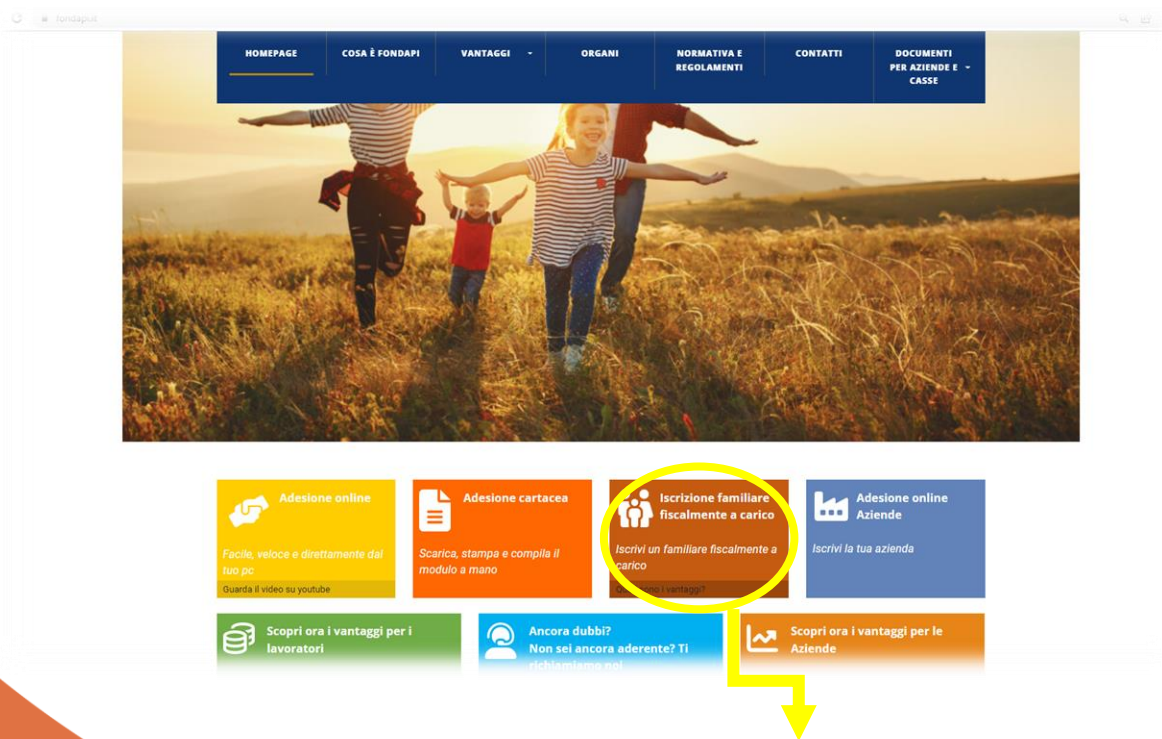 HOMEPAGE
COSA È FONDAPI
VANTAGGI
ORGANI
NORMATIVA E
REGOLAMENTI
CONTATTI
DOCUMENTI
PER AZIENDE E
CASSE
Adesione online
Facile, veloce e direttamente dal
tuo pc
Guarda il video su youtube
Adesione cartacea
Scarica, stampa e compila il
modulo a mano
Iscrizione familiare
fiscalmente a carico
Iscrivi un familiare fiscalmente a
carico
i vantaggi?
Adesione online
Aziende
Iscrivi la tua azienda
Scopri ora i vantaggi per i
lavoratori
Ancora dubbi?
Non sei ancora aderente? Ti
richiamiamo noi
Scopri ora i vantaggi per le
Aziende